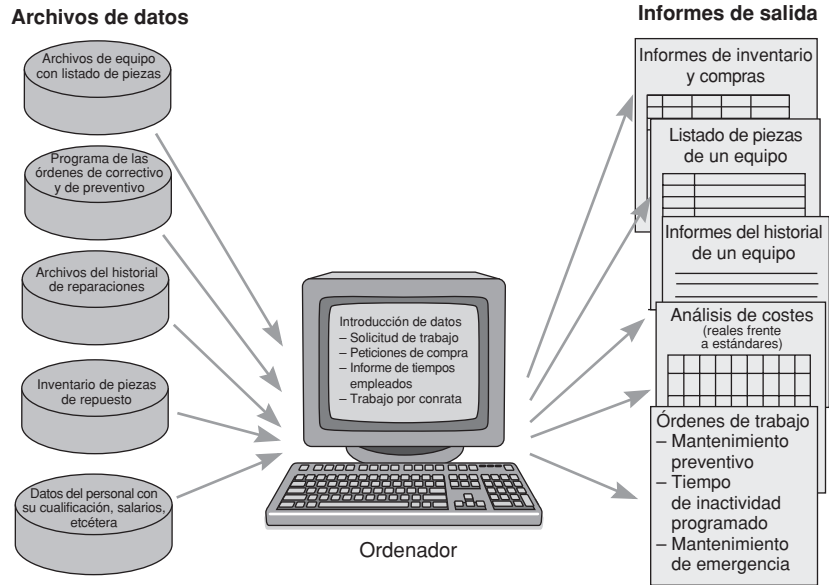 Archivos de datos
Archivos de equipo
con listado de piezas
Programa de las
órdenes de correctivo
y de preventivo
Archivos del historial
de reparaciones
Inventario de piezas
de repuesto
Datos del personal con
su cualificación, salarios,
etcétera
Introducción de datos
– Solicitud de trabajo
– Peticiones de compra
– Informe de tiempos
empleados
– Trabajo por conrata
Ordenador
Informes de salida
Informes de inventario
y compras
Listado de piezas
de un equipo
Informes del historial
de un equipo
Análisis de costes
(reales frente
a estándares)
Órdenes de trabajo
– Mantenimiento
preventivo
– Tiempo
de inactividad
programado
– Mantenimiento
de emergencia